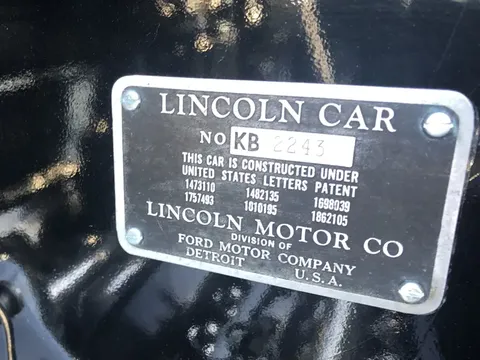 LINCOLN CAR
NO KB 2243
THIS CAR IS CONSTRUCTED UNDER
UNITED STATES LETTERS PATENT
1473110 1482135 1698039
1757493 1810195 1862105
LINCOLN MOTOR CO
DIVISION OF
FORD MOTOR COMPANY
DETROIT U.S.A.